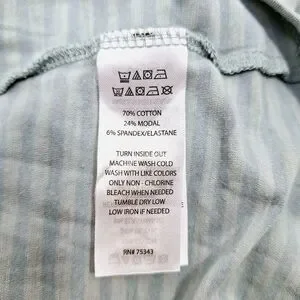 70% COTTON
24% MODAL
6% SPANDEX/ELASTANE
TURN INSIDE OUT
MACHINE WASH COLD
WASH WITH LIKE COLORS
ONLY NON - CHLORINE
BLEACH WHEN NEEDED
TUMBLE DRY LOW
LOW IRON IF NEEDED
RN# 75343